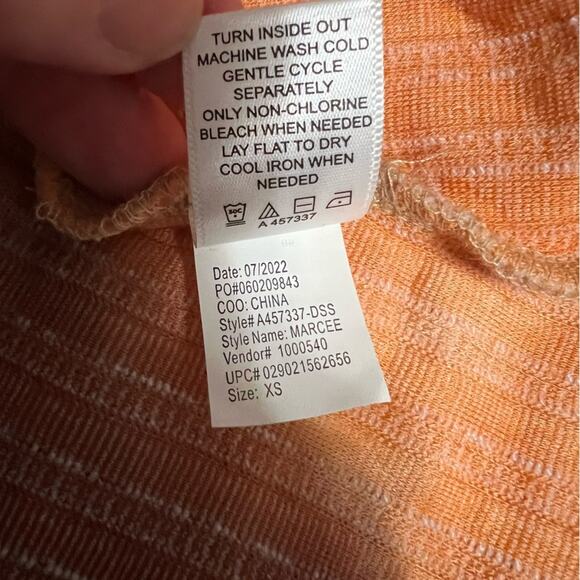 TURN INSIDE OUT
MACHINE WASH COLD
GENTLE CYCLE
SEPARATELY
ONLY NON-CHLORINE
BLEACH WHEN NEEDED
LAY FLAT TO DRY
COOL IRON WHEN
NEEDED
A 457337
Date: 07/2022
PO#060209843
COO: CHINA
Style# A457337-DSS
Style Name: MARCEE
Vendor# 1000540
UPC# 029021562656
Size: XS